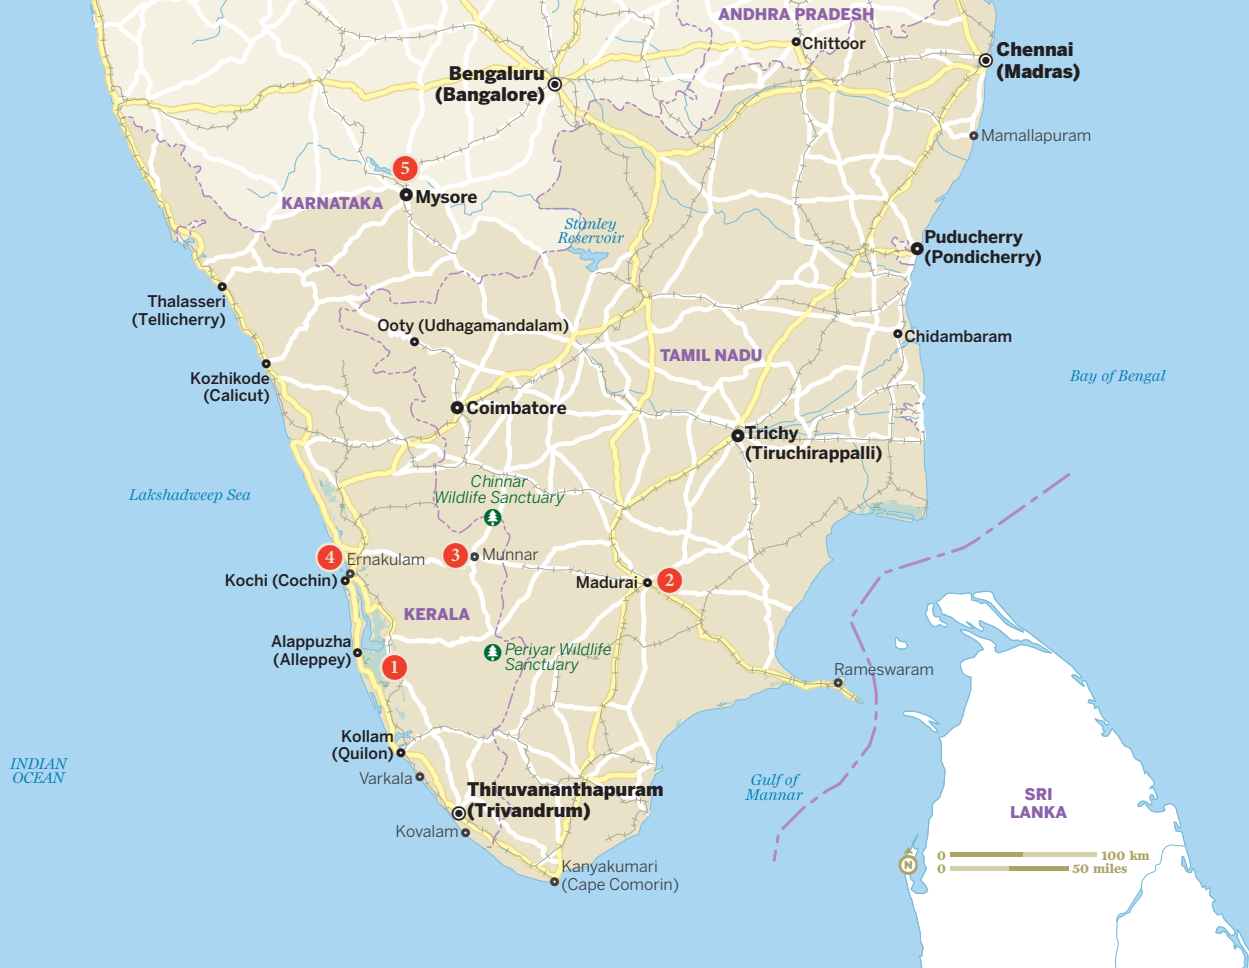 ANDHRA PRADESH
Chittoor
Chennai
(Madras)
Bengaluru
(Bangalore)
Mamallapuram
5
Mysore
KARNATAKA
Stanley
Reservoir
Puducherry
(Pondicherry)
Thalasseri
(Tellicherry)
Ooty (Udhagamandalam)
Chidambaram
TAMIL NADU
Bay of Bengal
Kozhikode
(Calicut)
Coimbatore
Trichy
(Tiruchirappalli)
Chinnar
Wildlife Sanctuary
Lakshadweep Sea
4
Ernakulam
3
Munnar
Kochi (Cochin)
Madurai
2
KERALA
Alappuzha
(Alleppey)
Periyar Wildlife
Sanctuary
1
Rameswaram
Kollam
(Quilon)
Varkala
INDIAN
OCEAN
Gulf of
Mannar
Thiruvananthapuram
(Trivandrum)
SRI
LANKA
Kovalam
Kanyakumari
(Cape Comorin)
N
0
100 km
0
50 miles